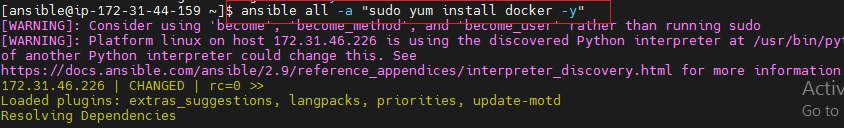 [ansible@ip-172-31-44-159 ~]$ ansible all -a "sudo yum install docker -y"
[WARNING]: Consider using 'become', 'become_method', and 'become_user' rather than running sudo
[WARNING]: Platform linux on host 172.31.46.226 is using the discovered Python interpreter at /usr/bin/pyt
of another Python interpreter could change this. See
https://docs.ansible.com/ansible/2.9/reference_appendices/interpreter_discovery.html for more information
172.31.46.226 | CHANGED | rc=0 >>
Loaded plugins: extras_suggestions, langpacks, priorities, update-motd
Resolving Dependencies
Activ
Go to